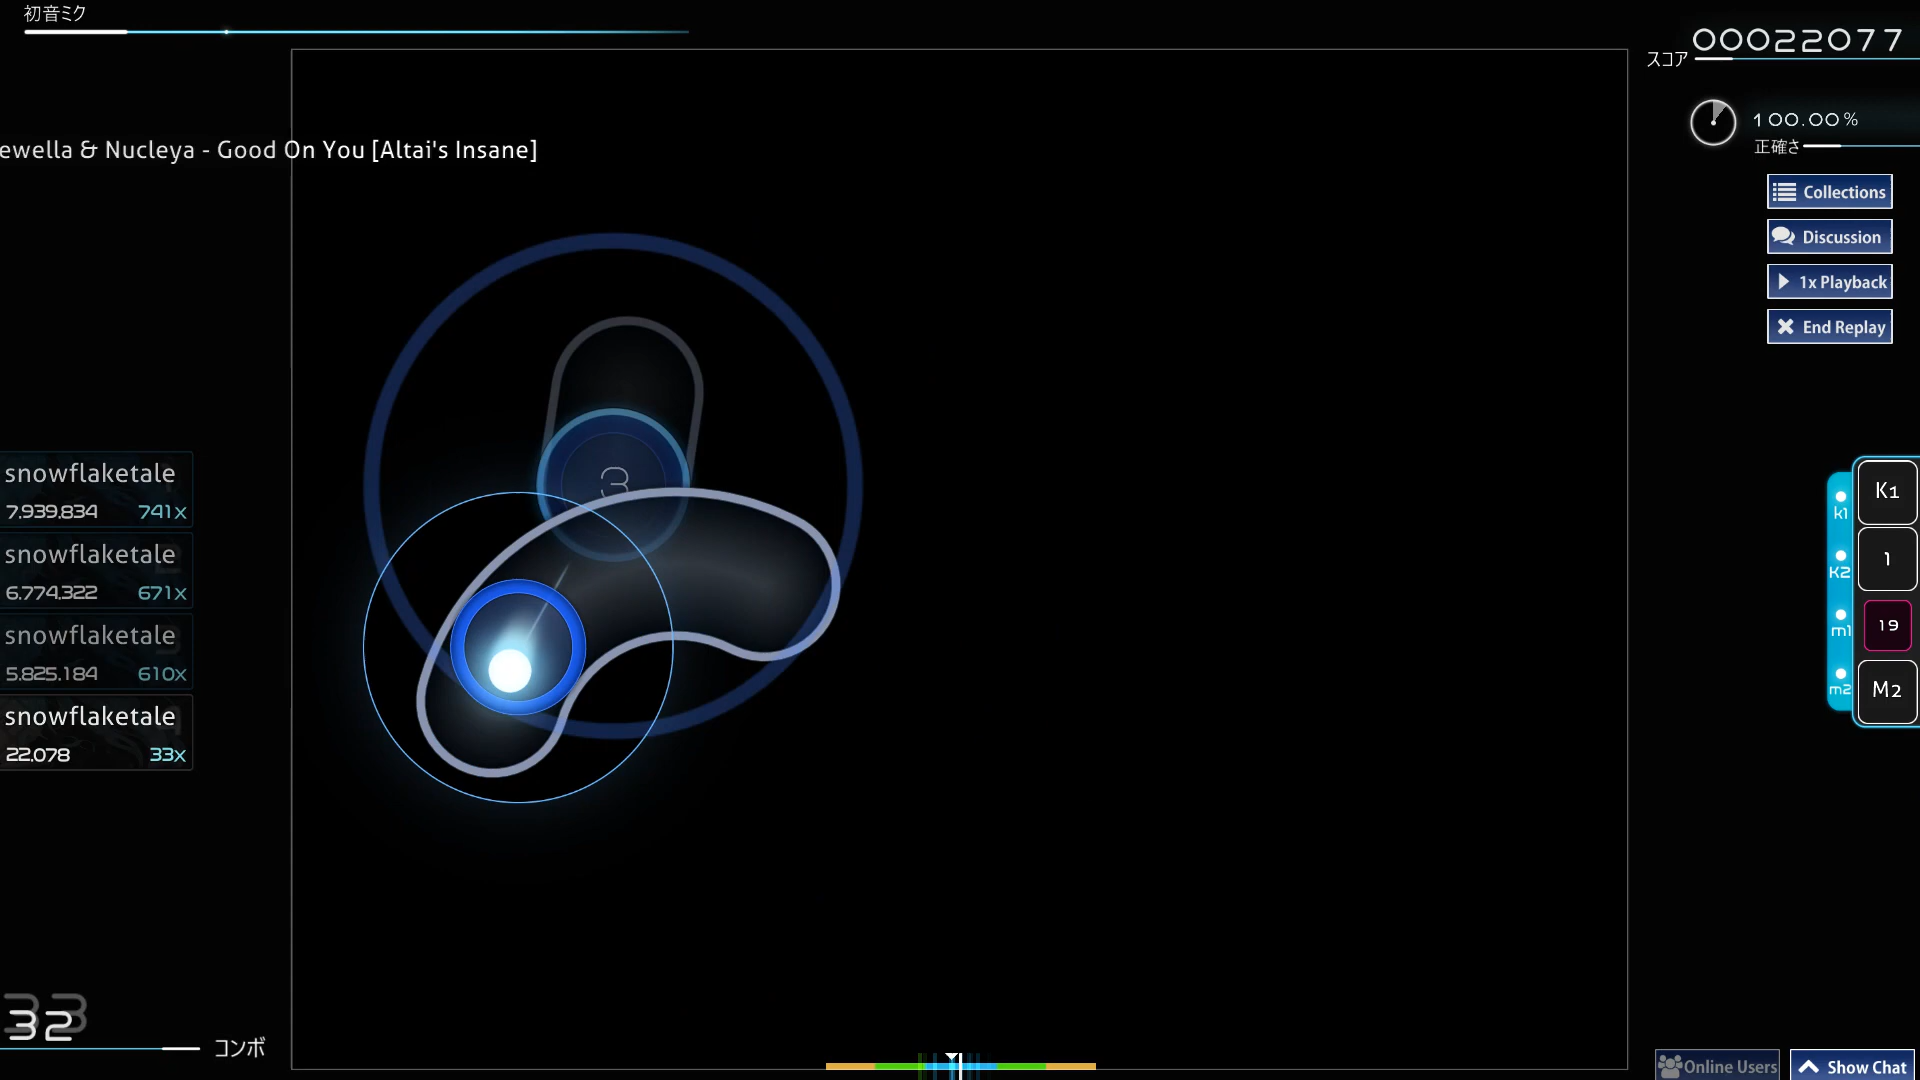 初音ミク
00022077
スコア
100.00%
正確さ
ewella & Nucleya - Good On You [Altai's Insane]
Collections
Discussion
1x Playback
End Replay
3
snowflaketale
7,939,834 741x
snowflaketale
6,774,322 671x
snowflaketale
5,825,184 610x
snowflaketale
22,078 33x
k1
K2
m1
m2
K1
1
19
M2
32
コンボ
Online Users
Show Chat